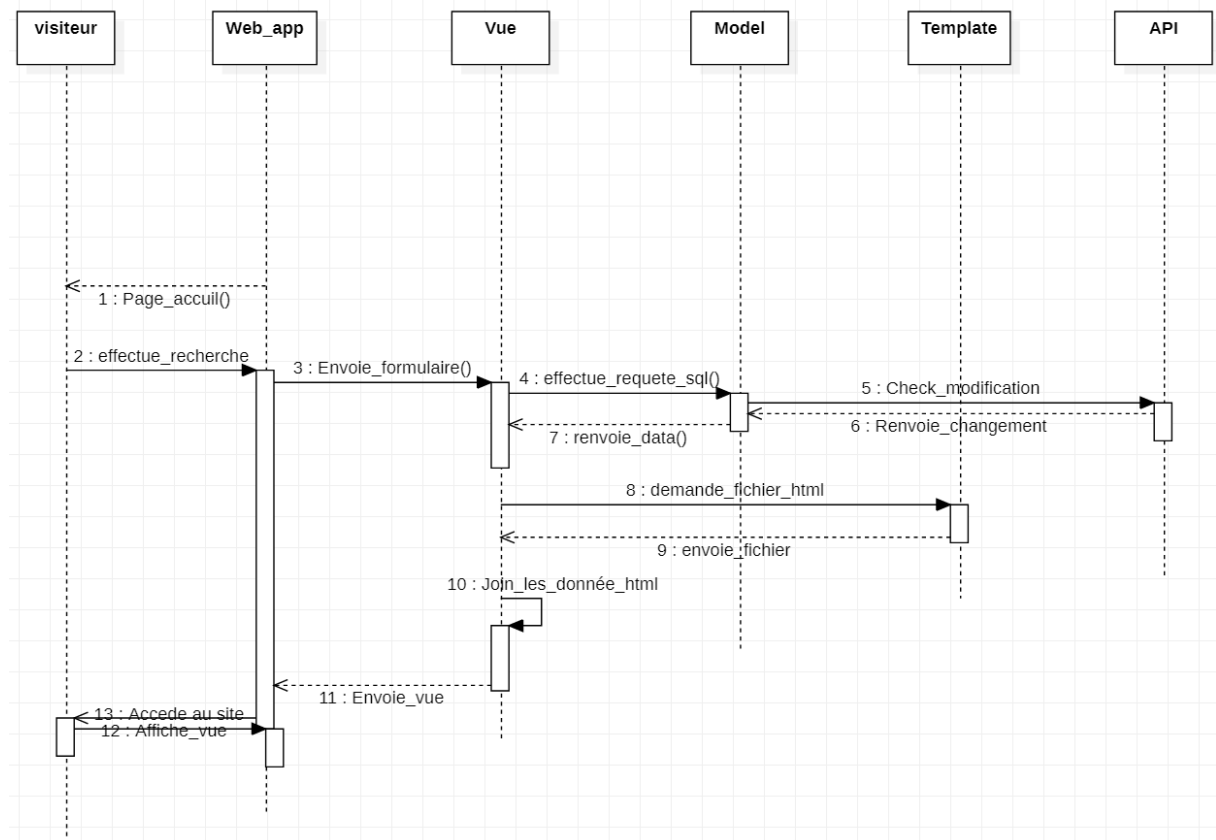 visiteur
Web_app
Vue
Model
Template
API
1 : Page_accuil()
2 : effectue_recherche
3 : Envoie_formulaire()
4 : effectue_requete_sql()
5 : Check_modification
6 : Renvoie_changement
7 : renvoie_data()
8 : demande_fichier_html
9 : envoie_fichier
10 : Join_les_donnée_html
11 : Envoie_vue
13 : Accede au site
12 : Affiche_vue